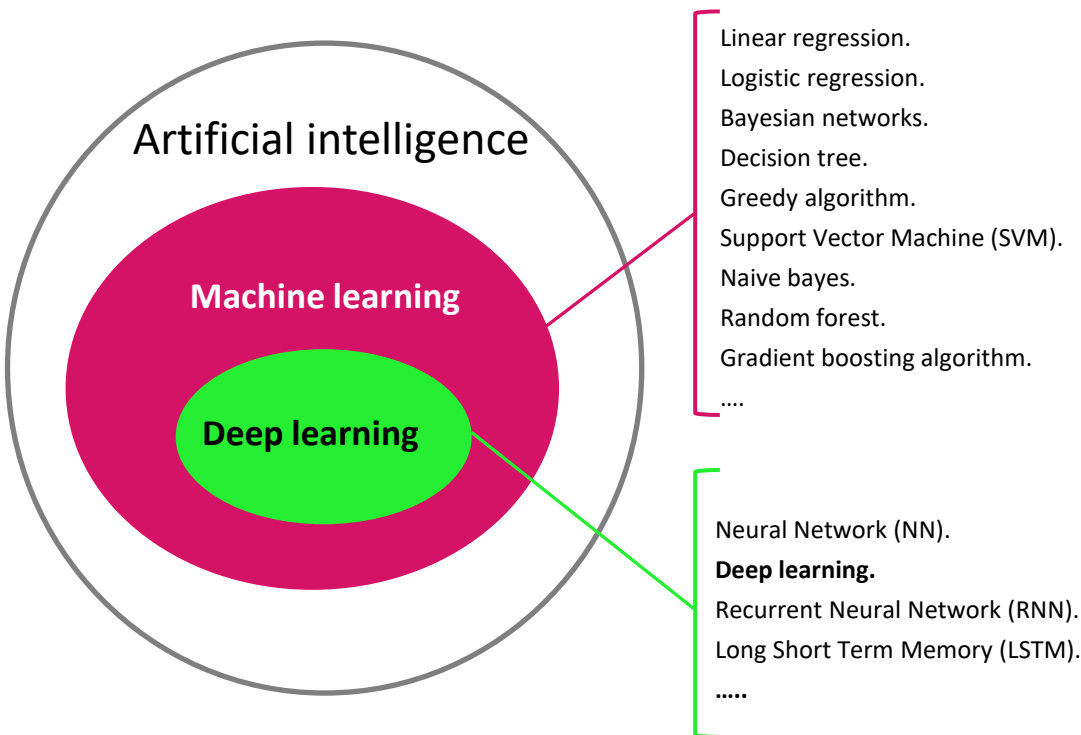 Artificial intelligence
Machine learning
Deep learning
Linear regression.
Logistic regression.
Bayesian networks.
Decision tree.
Greedy algorithm.
Support Vector Machine (SVM).
Naive bayes.
Random forest.
Gradient boosting algorithm.
....
Neural Network (NN).
Deep learning.
Recurrent Neural Network (RNN).
Long Short Term Memory (LSTM).
.....